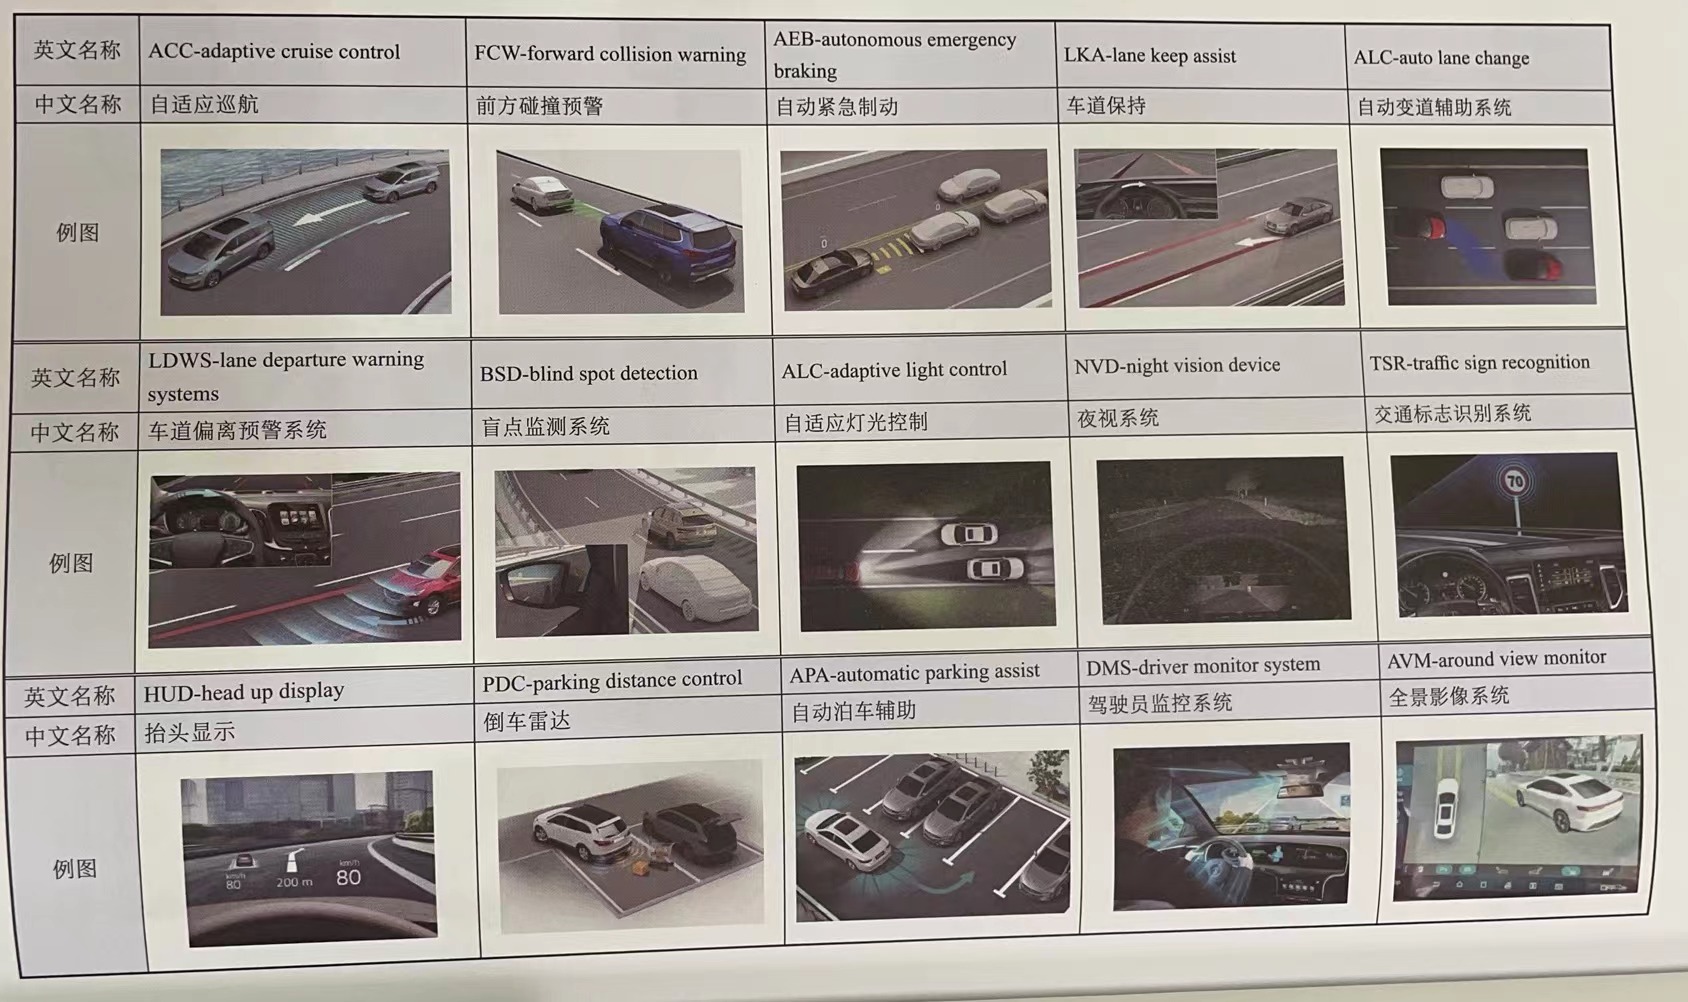 英文名称 ACC-adaptive cruise control FCW-forward collision warning AEB-autonomous emergency braking LKA-lane keep assist ALC-auto lane change
中文名称 自适应巡航 前方碰撞预警 自动紧急制动 车道保持 自动变道辅助系统
例图
0
0
英文名称 LDWS-lane departure warning systems BSD-blind spot detection ALC-adaptive light control NVD-night vision device TSR-traffic sign recognition
中文名称 车道偏离预警系统 盲点监测系统 自适应灯光控制 夜视系统 交通标志识别系统
例图
70
英文名称 HUD-head up display PDC-parking distance control APA-automatic parking assist DMS-driver monitor system AVM-around view monitor
中文名称 抬头显示 倒车雷达 自动泊车辅助 驾驶员监控系统 全景影像系统
例图
km/h
80
200 m
km/h
80